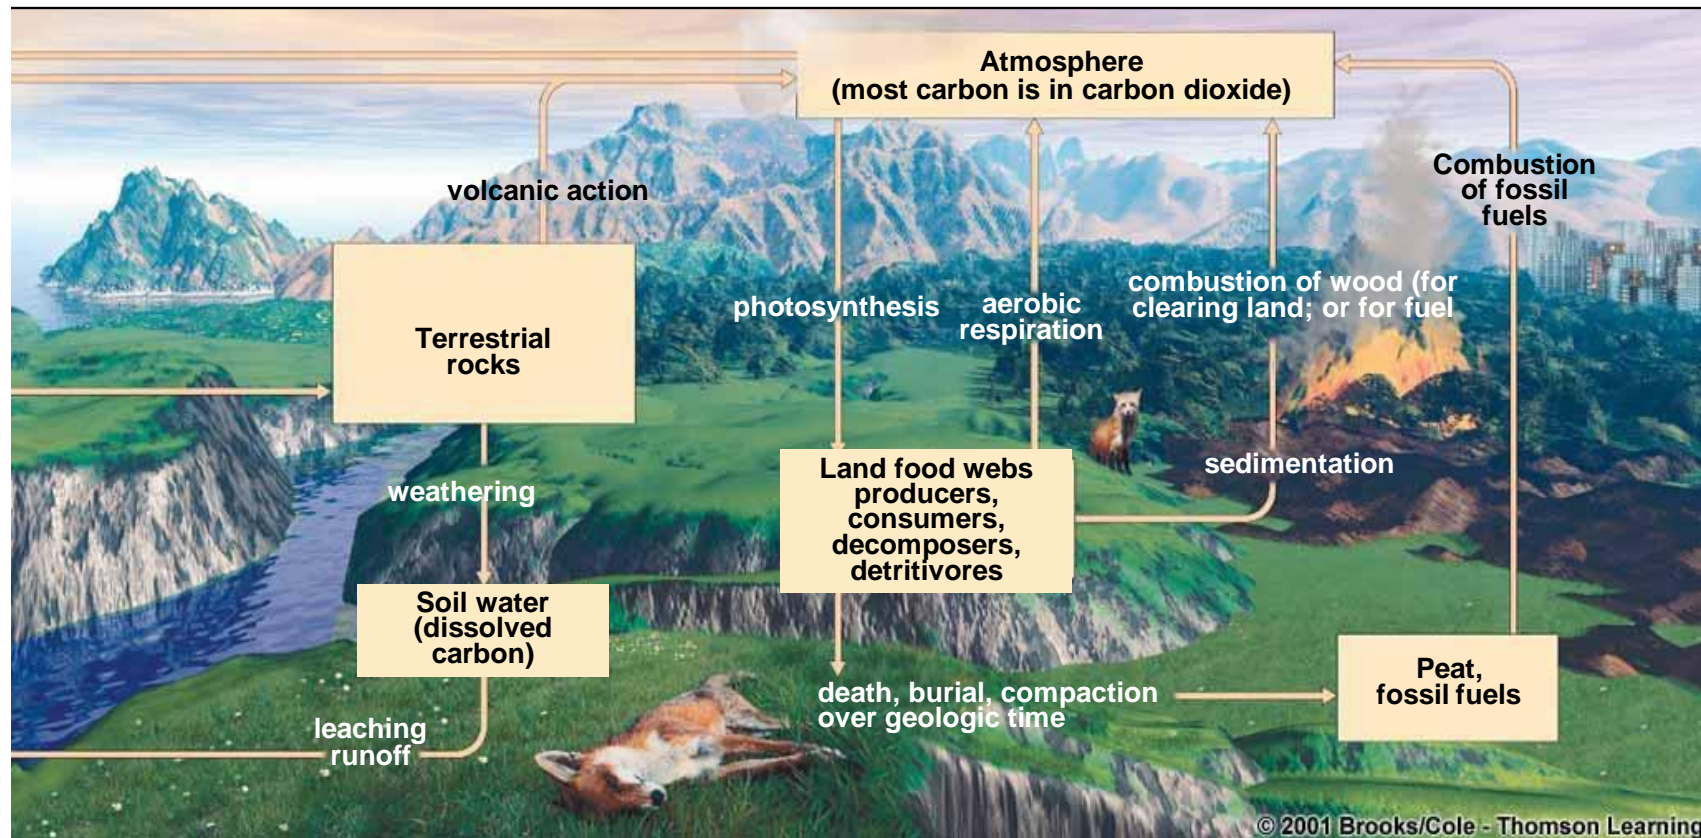 Atmosphere
(most carbon is in carbon dioxide)
volcanic action
Combustion
of fossil
fuels
photosynthesis
aerobic
respiration
combustion of wood (for
clearing land; or for fuel
Terrestrial
rocks
weathering
Land food webs
producers,
consumers,
decomposers,
detritivores
sedimentation
Soil water
(dissolved
carbon)
death, burial, compaction
over geologic time
Peat,
fossil fuels
leaching
runoff
© 2001 Brooks/Cole - Thomson Learning